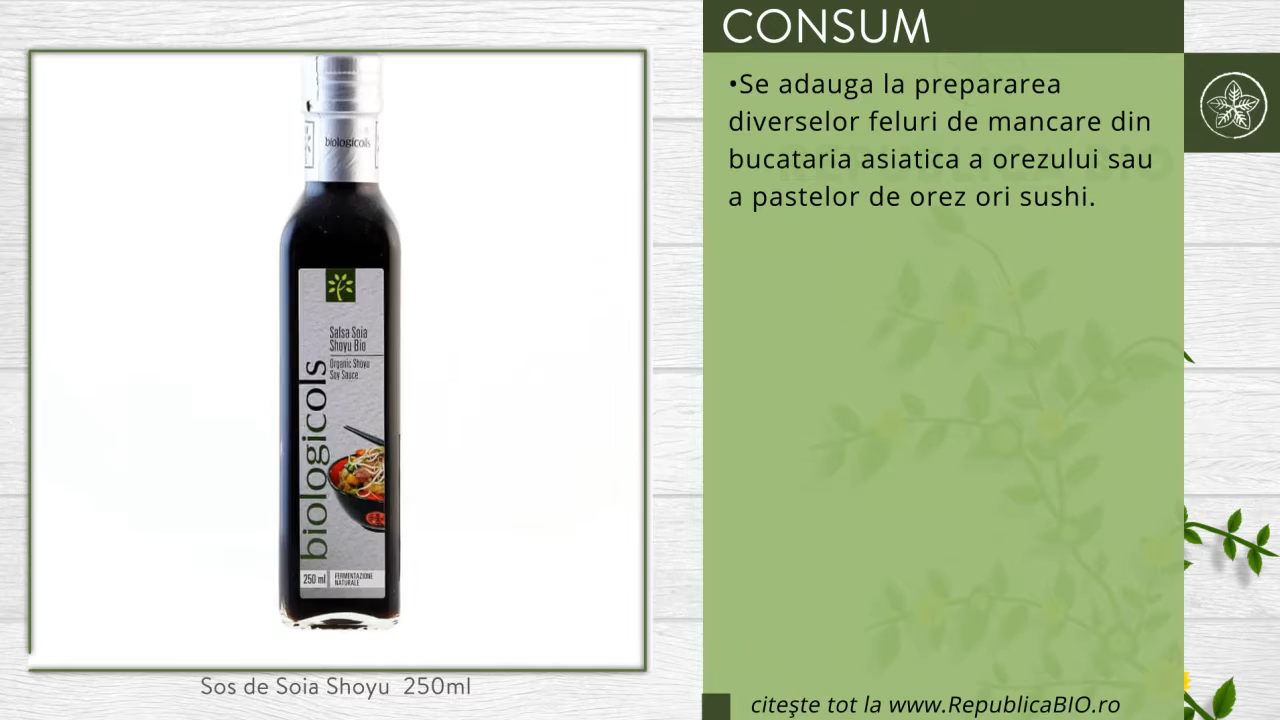 CONSUM
•Se adauga la prepararea
diverselor feluri de mancare din
bucataria asiatica a orezului sau
a pastelor de orez ori sushi.
biologicols
Salsa Soia
Shoyu Bio
Organic Shoyu
Soy Sauce
biologicols
250 ml
FERMENTAZIONE
NATURALE
Sos de Soia Shoyu 250ml
citeşte tot la www.RepublicaBIO.ro